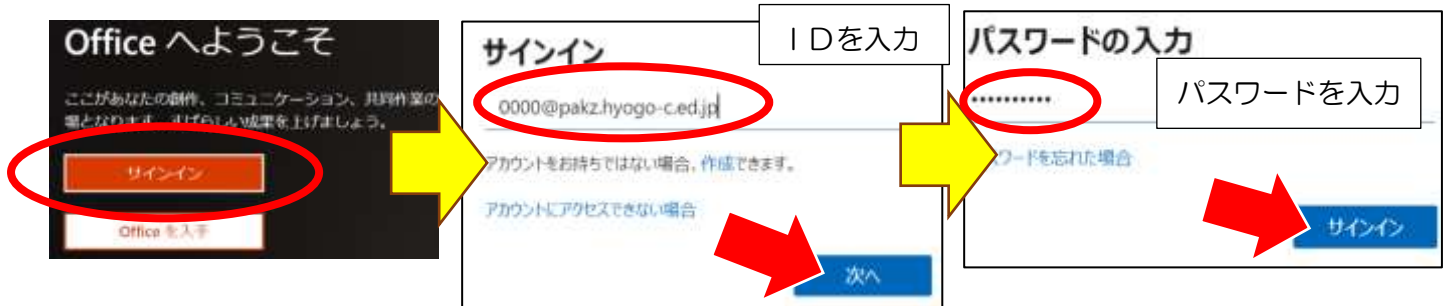 Office へようこそ
ここがあなたの創作、コミュニケーション、共同作業の
場となります。すばらしい成果を上げましょう。
サインイン
Office を入手
サインイン
IDを入力
0000@pakz.hyogo-c.ed.jp
アカウントをお持ちではない場合、作成できます。
アカウントにアクセスできない場合
次へ
パスワードの入力
パスワードを入力
••••••••••
スワードを忘れた場合
サインイン